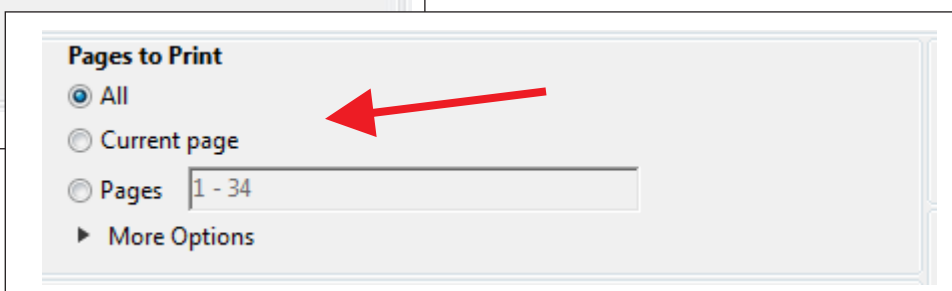 Pages to Print
All
Current page
Pages 1 - 34
More Options